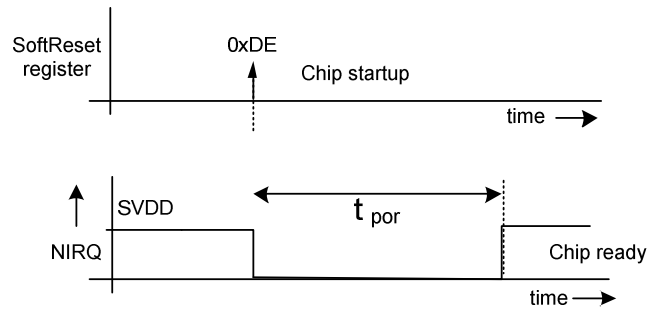 SoftReset
register
0xDE
Chip startup
time
SVDD
t por
NIRQ
Chip ready
time